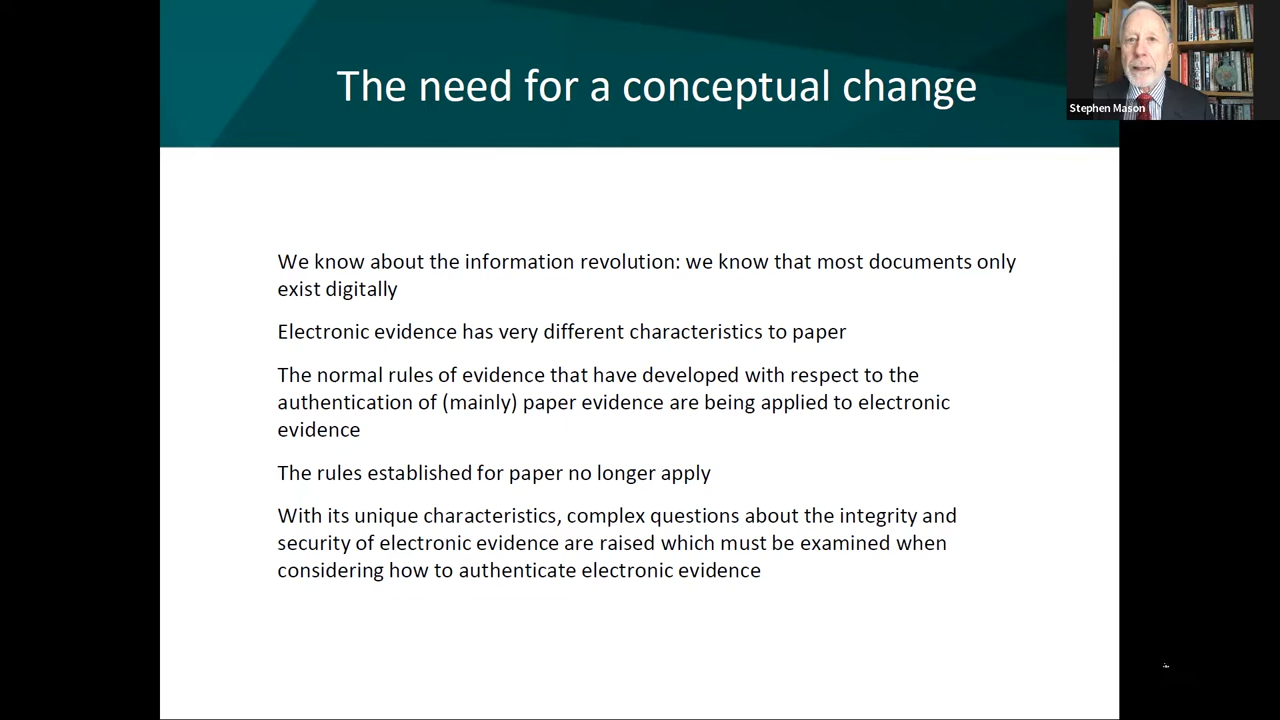 The need for a conceptual change
Stephen Mason
We know about the information revolution: we know that most documents only
exist digitally
Electronic evidence has very different characteristics to paper
The normal rules of evidence that have developed with respect to the
authentication of (mainly) paper evidence are being applied to electronic
evidence
The rules established for paper no longer apply
With its unique characteristics, complex questions about the integrity and
security of electronic evidence are raised which must be examined when
considering how to authenticate electronic evidence